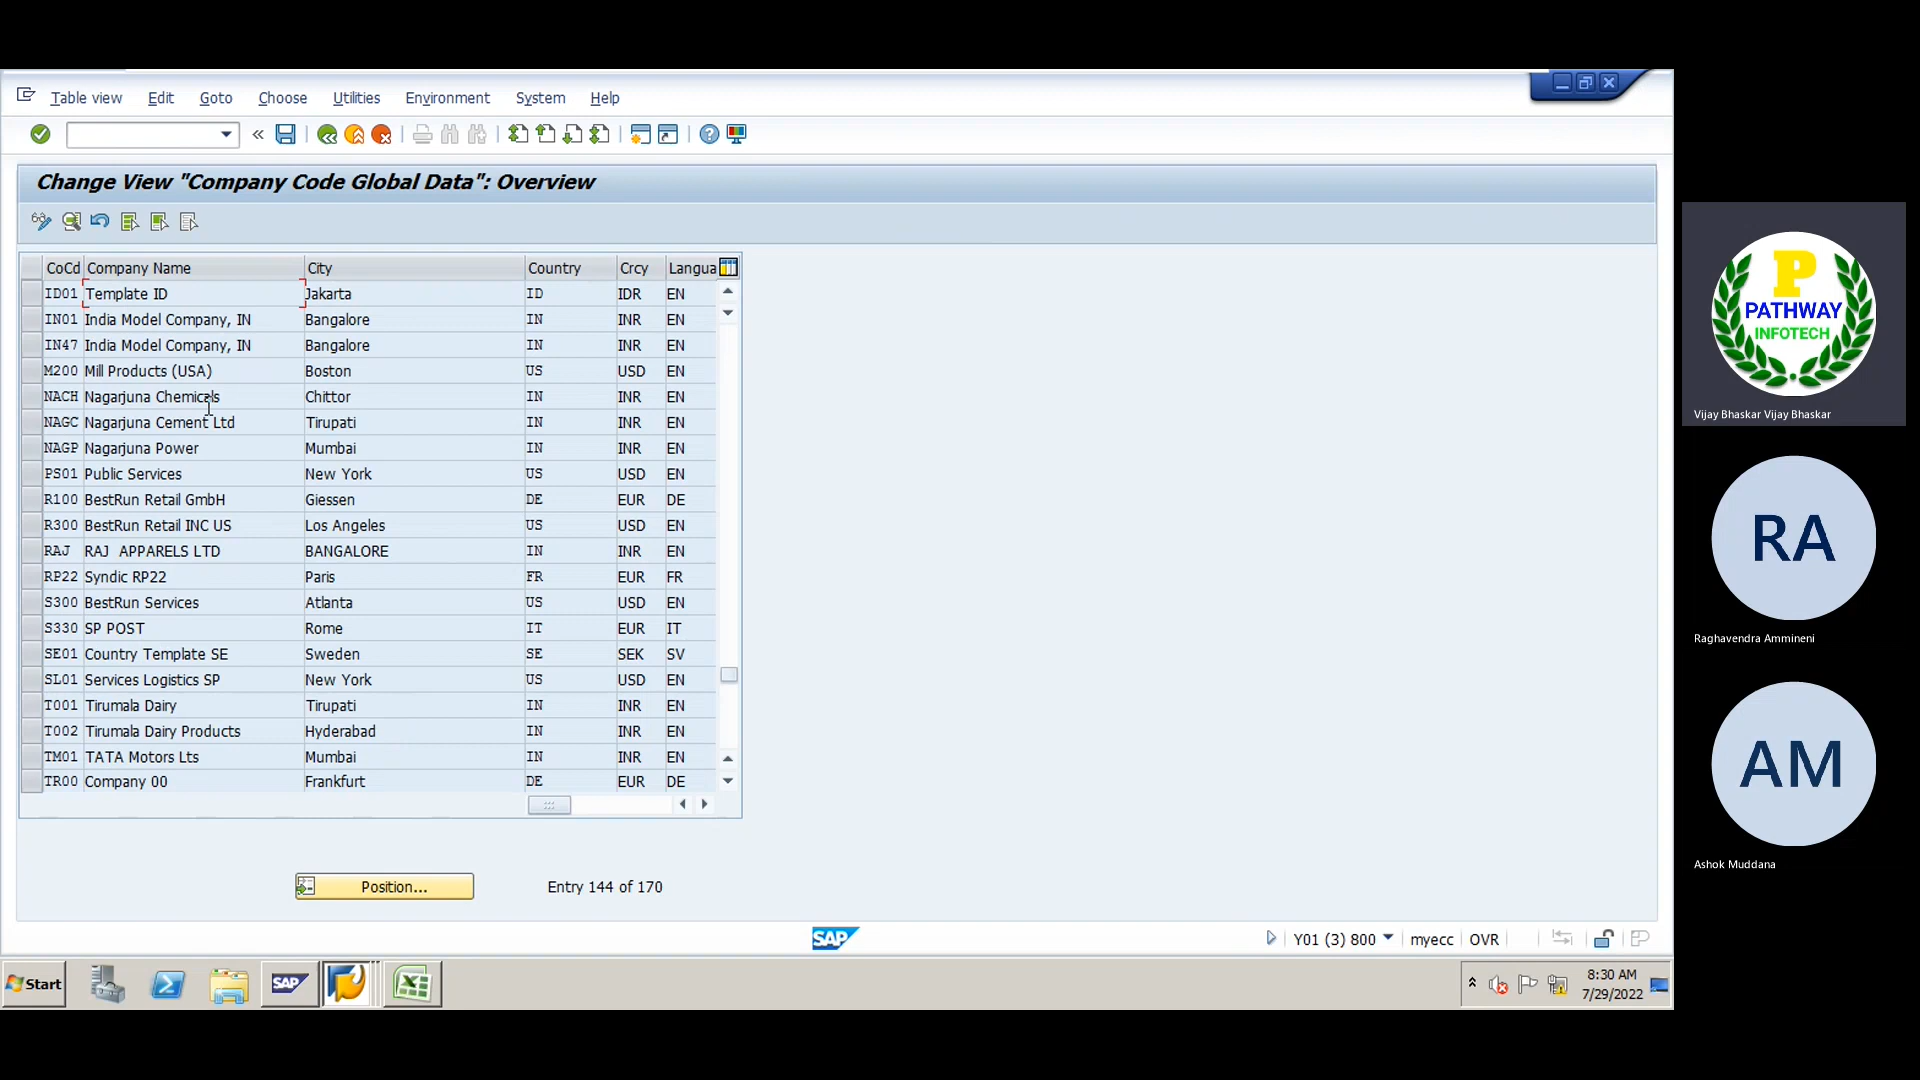 Table view Edit Goto Choose Utilities Environment System Help
Change View "Company Code Global Data": Overview
CoCd Company Name City Country Crcy Langua
ID01 Template ID Jakarta ID IDR EN
IN01 India Model Company, IN Bangalore IN INR EN
IN47 India Model Company, IN Bangalore IN INR EN
M200 Mill Products (USA) Boston US USD EN
NACH Nagarjuna Chemicals Chittor IN INR EN
NAGC Nagarjuna Cement Ltd Tirupati IN INR EN
NAGP Nagarjuna Power Mumbai IN INR EN
PS01 Public Services New York US USD EN
R100 BestRun Retail GmbH Giessen DE EUR DE
R300 BestRun Retail INC US Los Angeles US USD EN
RAJ RAJ APPARELS LTD BANGALORE IN INR EN
RP22 Syndic RP22 Paris FR EUR FR
S300 BestRun Services Atlanta US USD EN
S330 SP POST Rome IT EUR IT
SE01 Country Template SE Sweden SE SEK SV
SL01 Services Logistics SP New York US USD EN
T001 Tirumala Dairy Tirupati IN INR EN
T002 Tirumala Dairy Products Hyderabad IN INR EN
TM01 TATA Motors Lts Mumbai IN INR EN
TR00 Company 00 Frankfurt DE EUR DE
Position... Entry 144 of 170
SAP Y01 (3) 800 myecc OVR
Start SAP 8:30 AM
7/29/2022
P
PATHWAY
INFOTECH
Vijay Bhaskar Vijay Bhaskar
RA
Raghavendra Ammineni
AM
Ashok Muddana